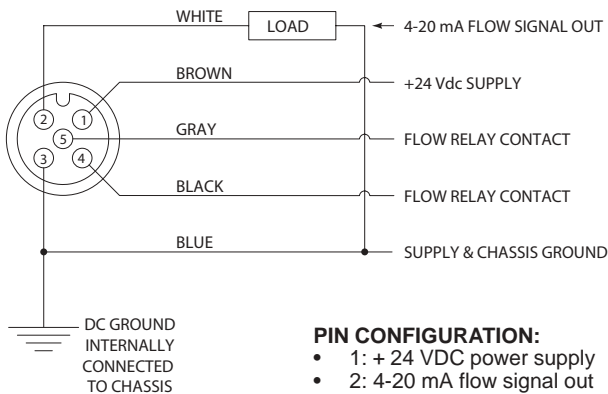 WHITE
LOAD
4-20 mA FLOW SIGNAL OUT
BROWN
+24 Vdc SUPPLY
2
1
5
GRAY
FLOW RELAY CONTACT
3
4
BLACK
FLOW RELAY CONTACT
BLUE
SUPPLY & CHASSIS GROUND
DC GROUND
INTERNALLY
CONNECTED
TO CHASSIS
PIN CONFIGURATION:
• 1: + 24 VDC power supply
• 2: 4-20 mA flow signal out